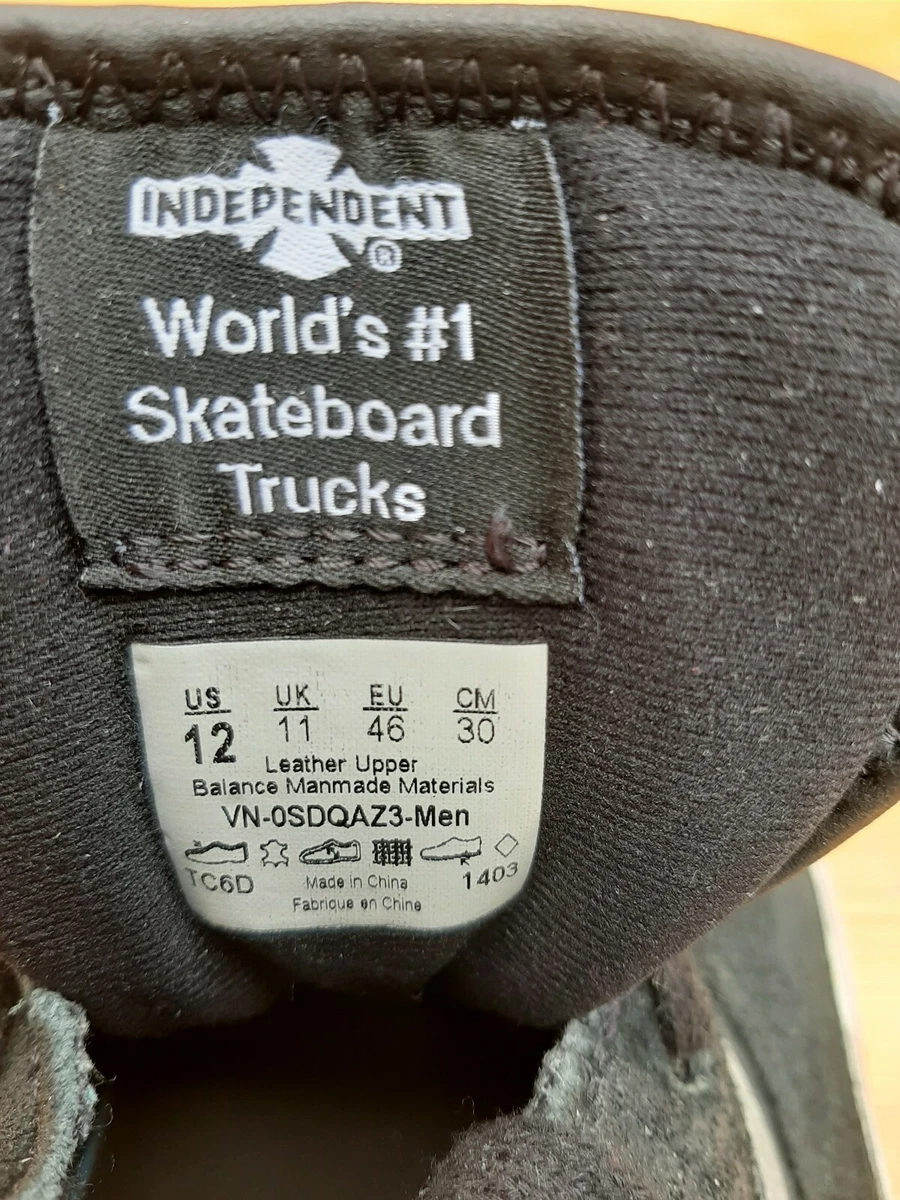 INDEPENDENT
®
World's #1
Skateboard
Trucks
US UK EU CM
12 11 46 30
Leather Upper
Balance Manmade Materials
VN-0SDQAZ3-Men
TC6D Made in China 1403
Fabrique en Chine